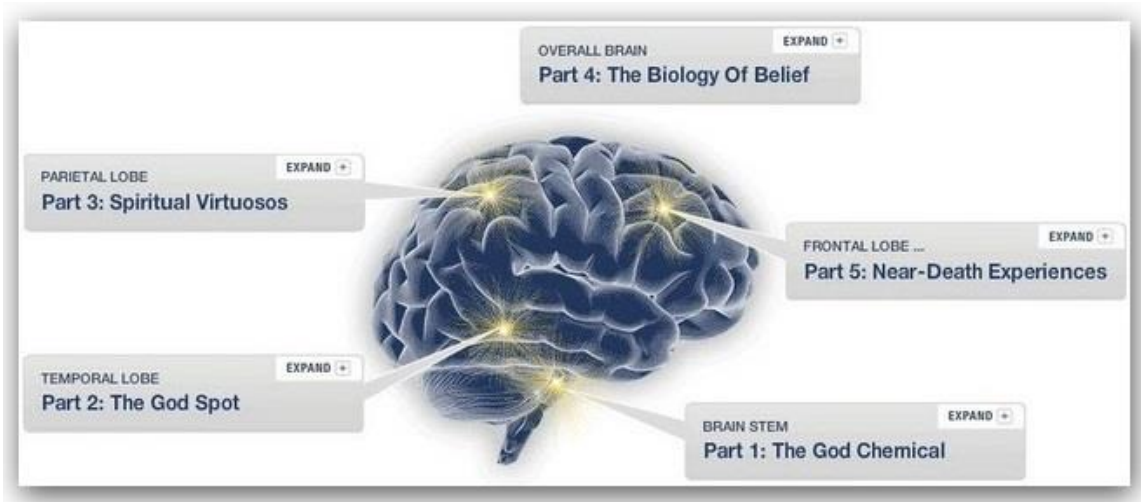 OVERALL BRAIN
EXPAND +
Part 4: The Biology Of Belief
PARIETAL LOBE
EXPAND +
Part 3: Spiritual Virtuosos
FRONTAL LOBE ...
EXPAND +
Part 5: Near-Death Experiences
TEMPORAL LOBE
EXPAND +
Part 2: The God Spot
BRAIN STEM
EXPAND +
Part 1: The God Chemical